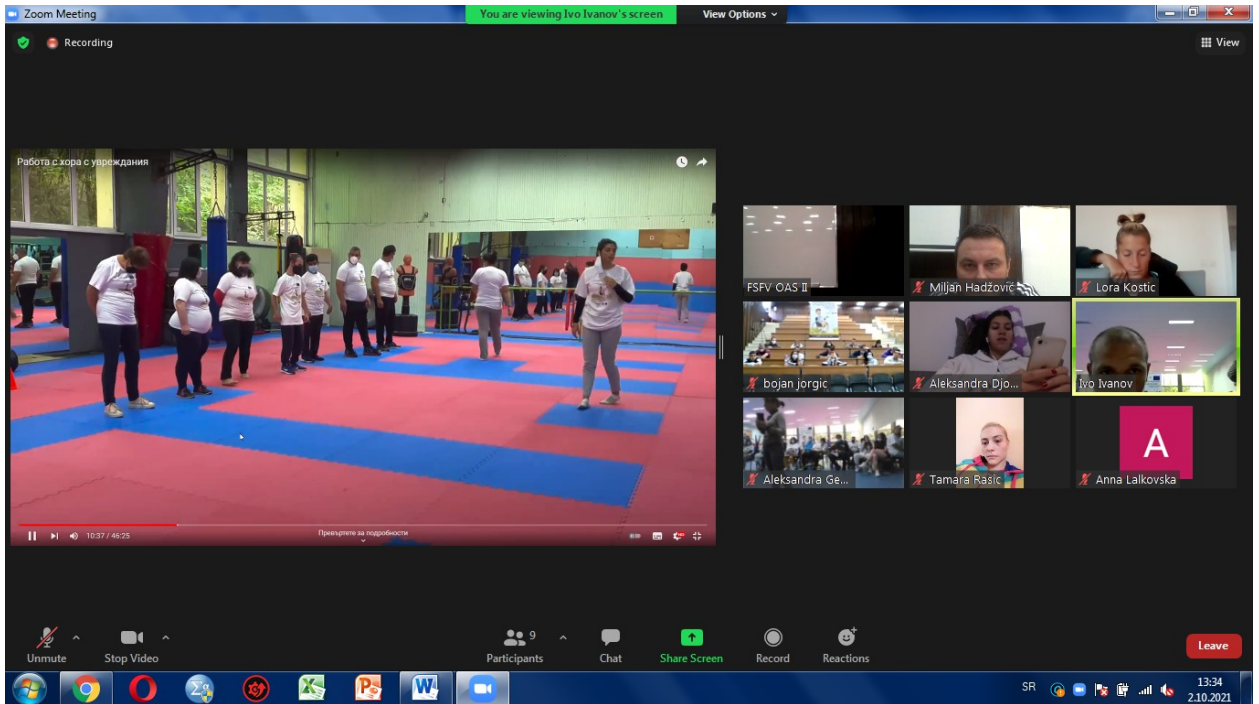 Zoom Meeting
You are viewing Ivo Ivanov's screen
View Options
Recording
View
Работа с хора с увреждания
10:37 / 46:25
Превъртете за подробности
FSFV OAS II
Miljan Hadžović
Lora Kostic
bojan jorgic
Aleksandra Djo...
Ivo Ivanov
Aleksandra Ge...
Tamara Rasic
A
Anna Lalkovska
Unmute
Stop Video
Participants
9
Chat
Share Screen
Record
Reactions
Leave
SR
13:34
2.10.2021